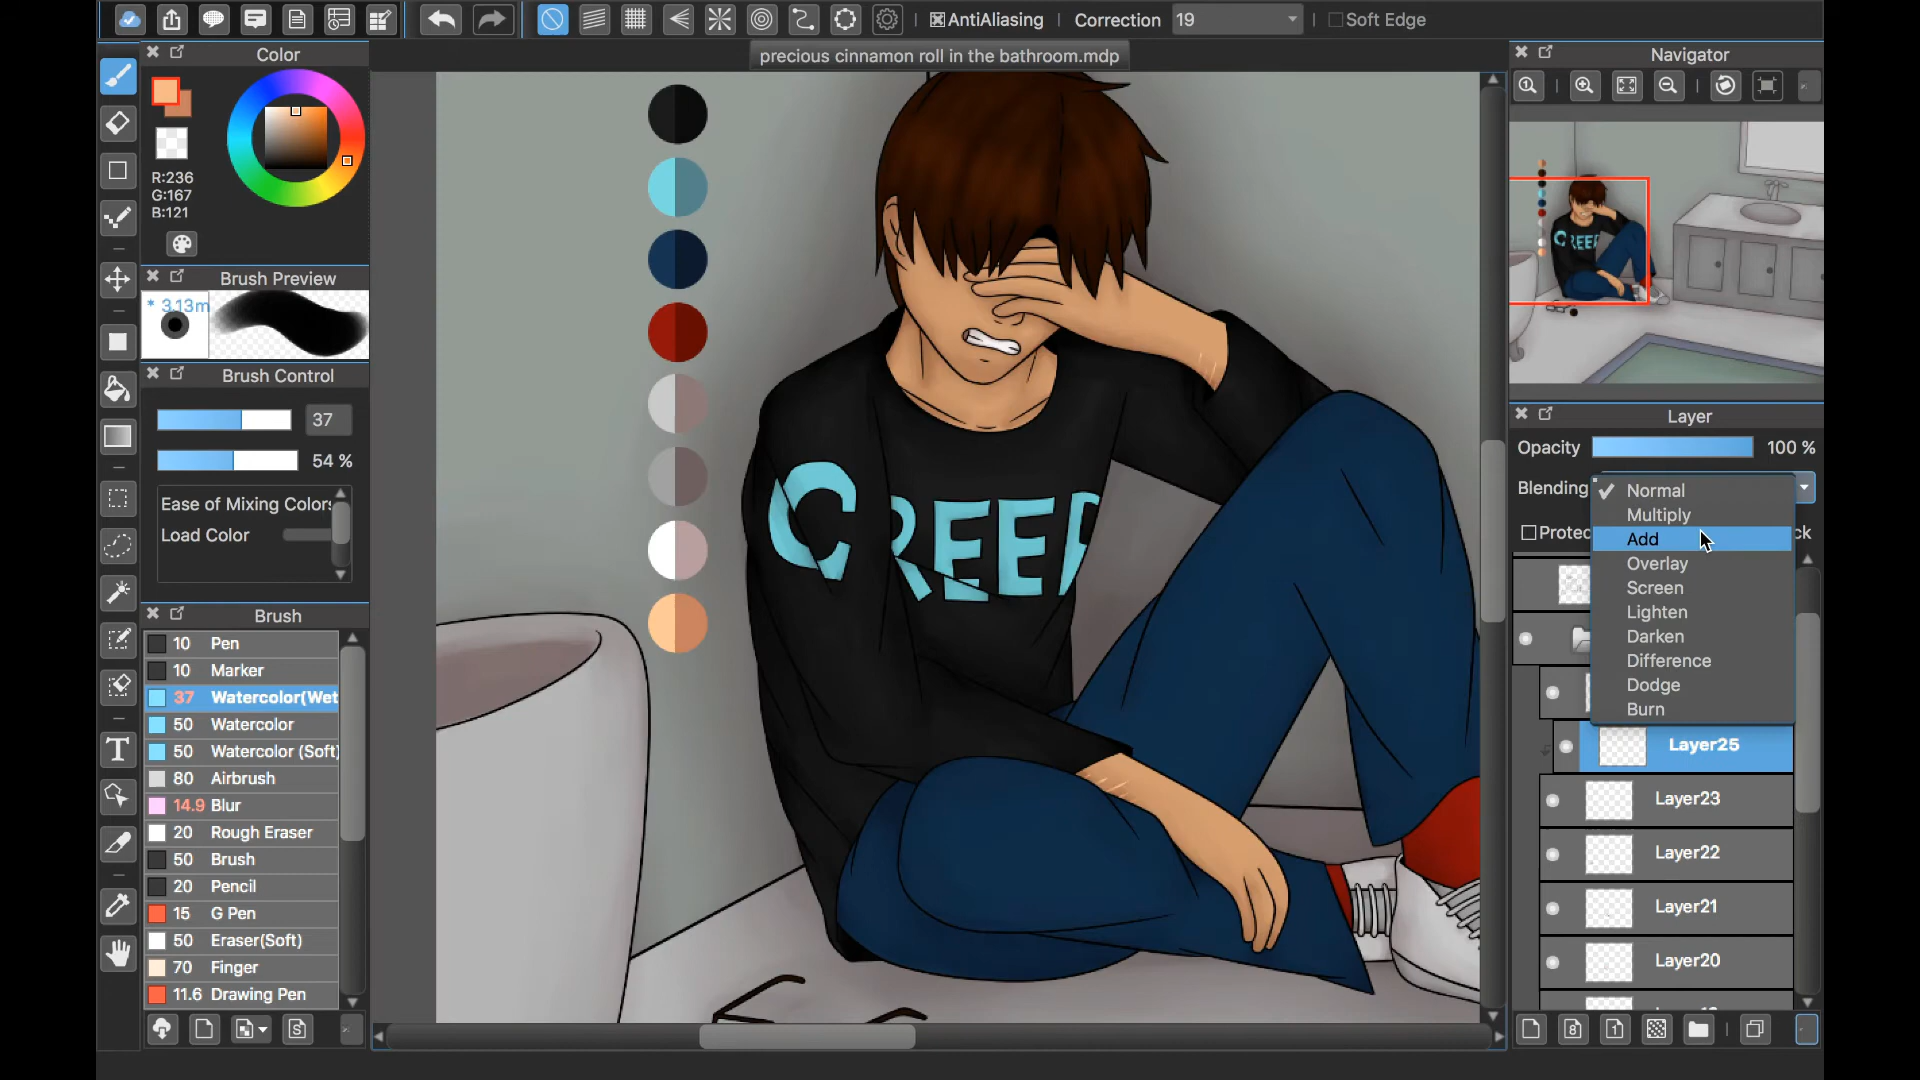 AntiAliasing
Correction 19
Soft Edge
precious cinnamon roll in the bathroom.mdp
Color
R:236
G:167
B:121
Brush Preview
* 3.13m
Brush Control
37
54 %
Ease of Mixing Colors
Load Color
Brush
10 Pen
10 Marker
37 Watercolor(Wet
50 Watercolor
50 Watercolor (Soft)
80 Airbrush
14.9 Blur
20 Rough Eraser
50 Brush
20 Pencil
15 G Pen
50 Eraser(Soft)
70 Finger
11.6 Drawing Pen
CREEP
Navigator
CREEP
Layer
Opacity 100 %
Blending
Normal
Multiply
Add
Overlay
Screen
Lighten
Darken
Difference
Dodge
Burn
Protec
ck
Layer25
Layer23
Layer22
Layer21
Layer20